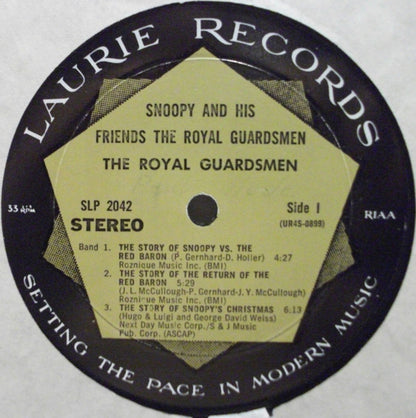 LAURIE RECORDS
SNOOPY AND HIS
FRIENDS THE ROYAL GUARDSMEN
THE ROYAL GUARDSMEN
SLP 2042
Side I
STEREO
(UR4S-0899)
33 ⅓
RIAA
Band 1. THE STORY OF SNOOPY VS. THE
RED BARON (P. Gernhard-D. Holler) 4:27
Roznique Music Inc. (BMI)
2. THE STORY OF THE RETURN OF THE
RED BARON 5:29
(J. L. McCullough-P. Gernhard-J. Y. McCullough)
Roznique Music Inc. (BMI)
3. THE STORY OF SNOOPY'S CHRISTMAS 6:13
(Hugo & Luigi and George David Weiss)
Next Day Music Corp./S & J Music
Pub. Corp. (ASCAP)
SETTING THE PACE IN MODERN MUSIC